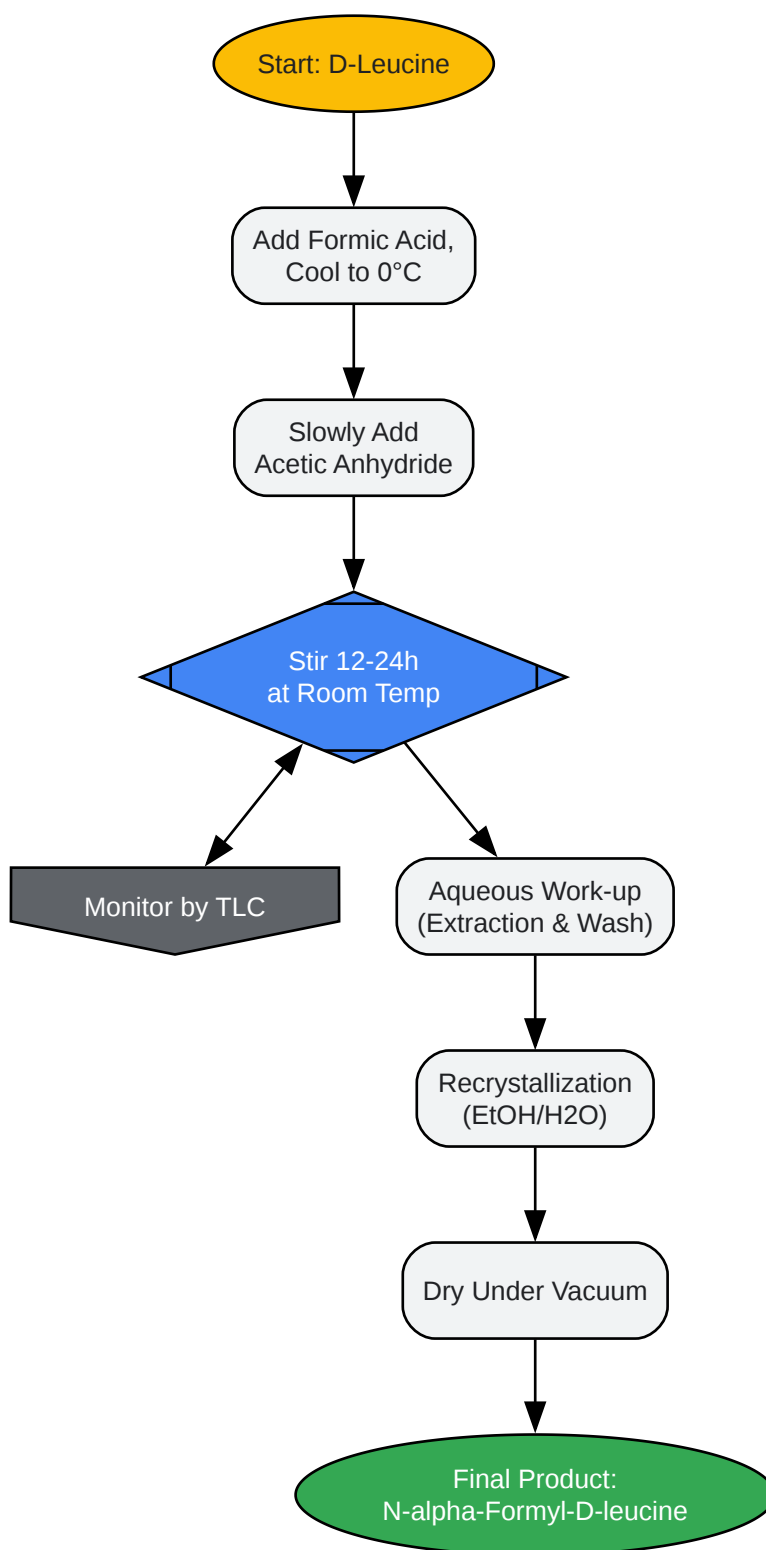 Start: D-Leucine
Add Formic Acid,
Cool to 0°C
Slowly Add
Acetic Anhydride
Stir 12-24h
at Room Temp
Monitor by TLC
Aqueous Work-up
(Extraction & Wash)
Recrystallization
(EtOH/H2O)
Dry Under Vacuum
Final Product:
N-alpha-Formyl-D-leucine